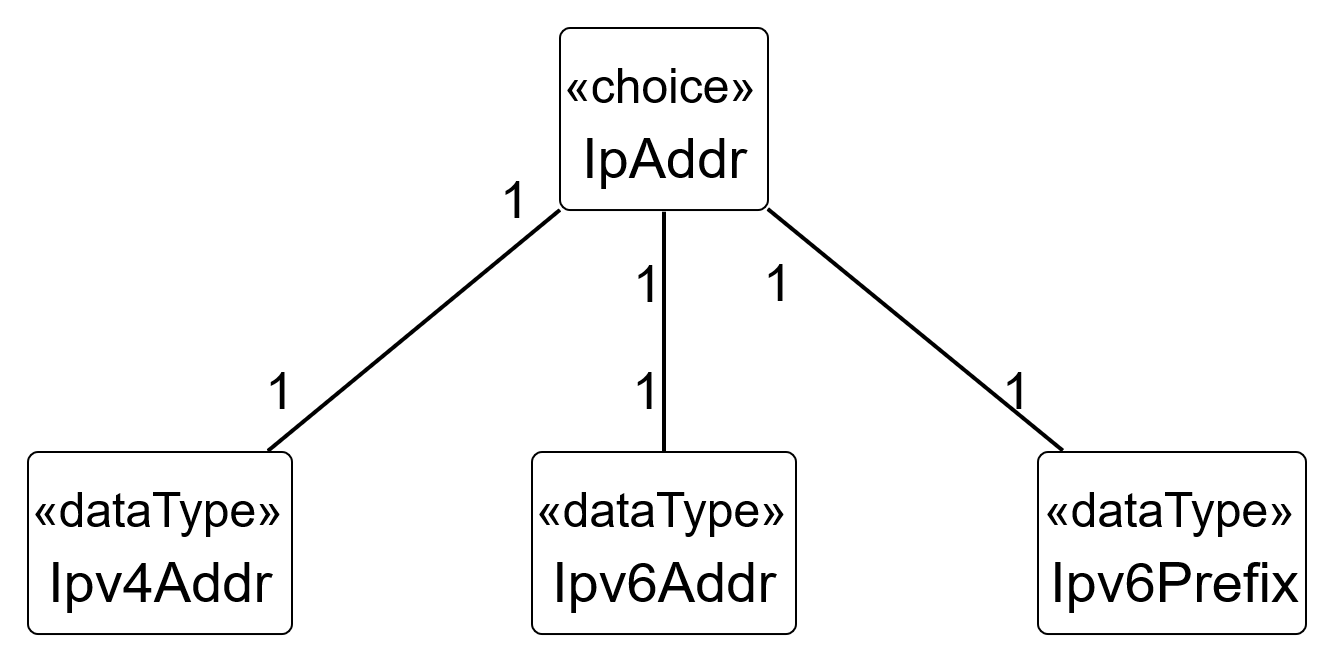 «choice»
IpAddr
1
1
1
1
1
1
«dataType»
Ipv4Addr
«dataType»
Ipv6Addr
«dataType»
Ipv6Prefix